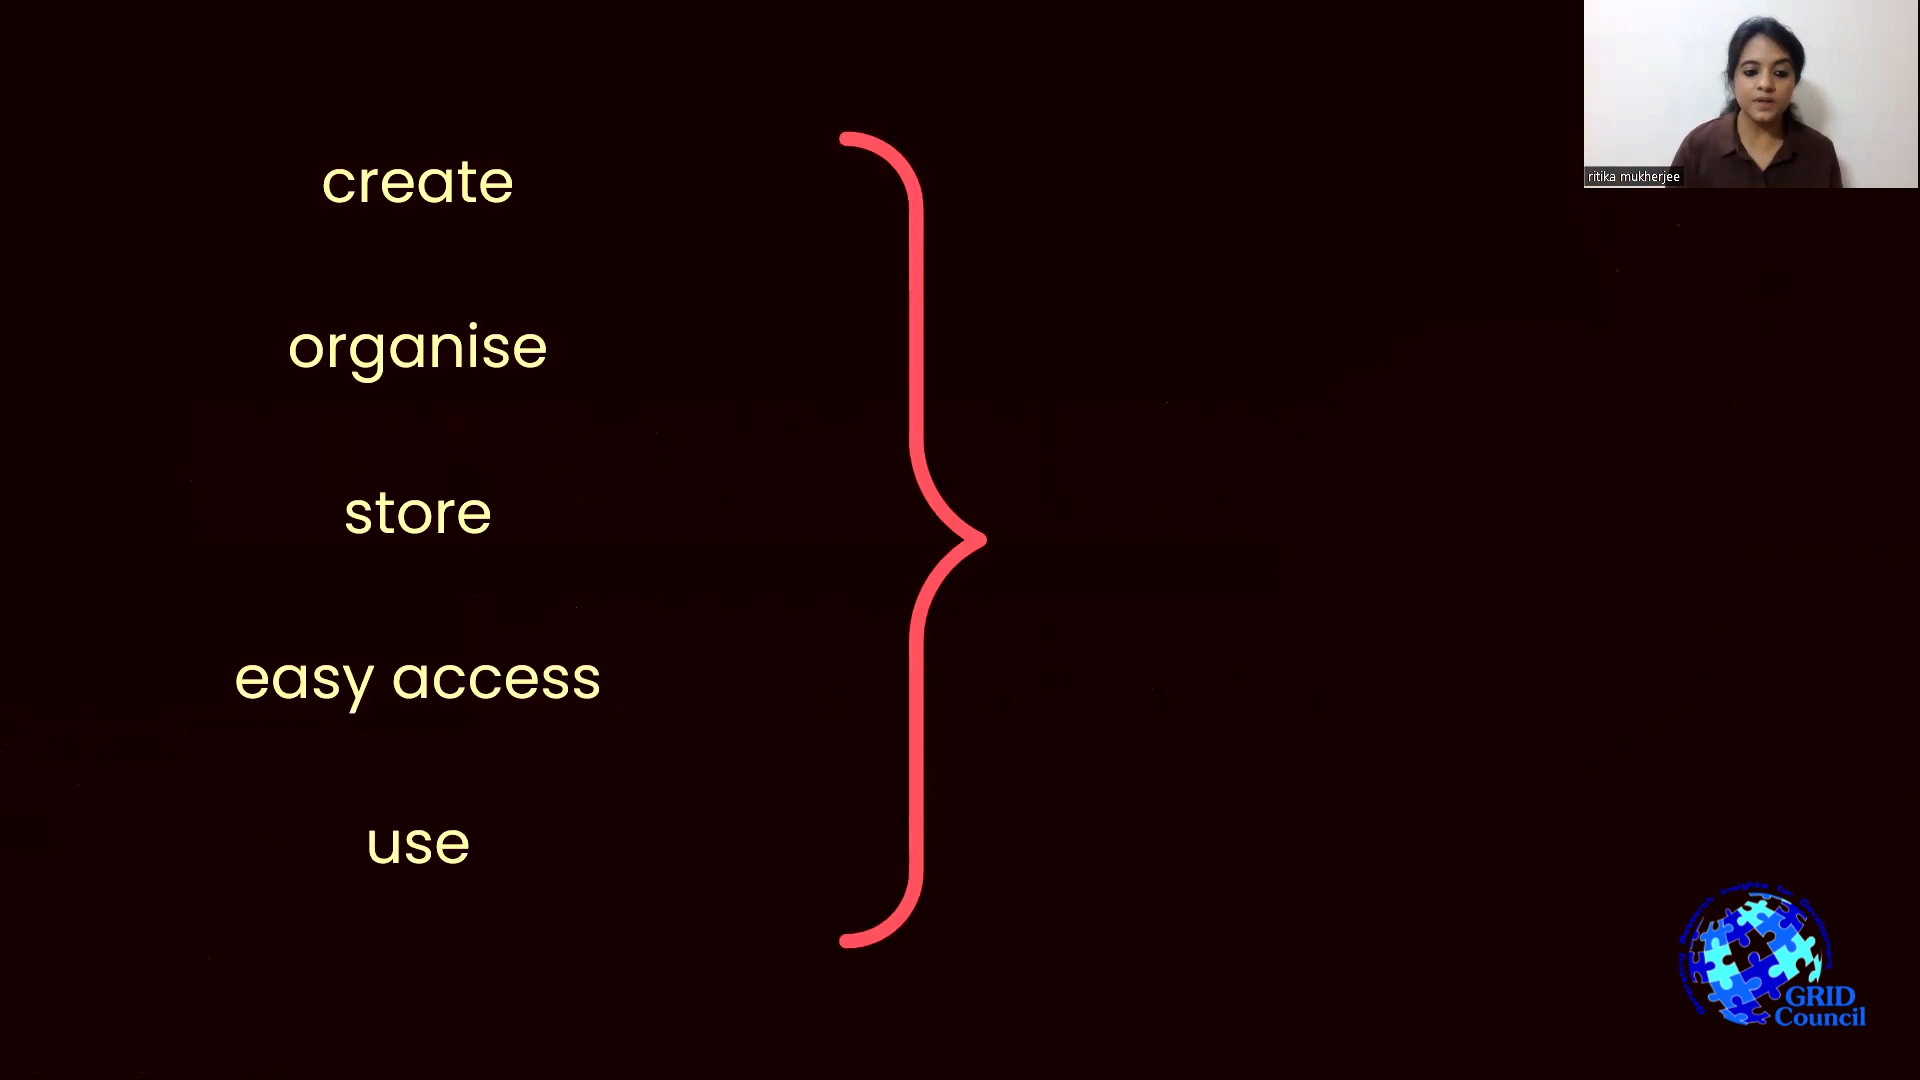 create
organise
store
easy access
use
ritika mukherjee
GRID
Council